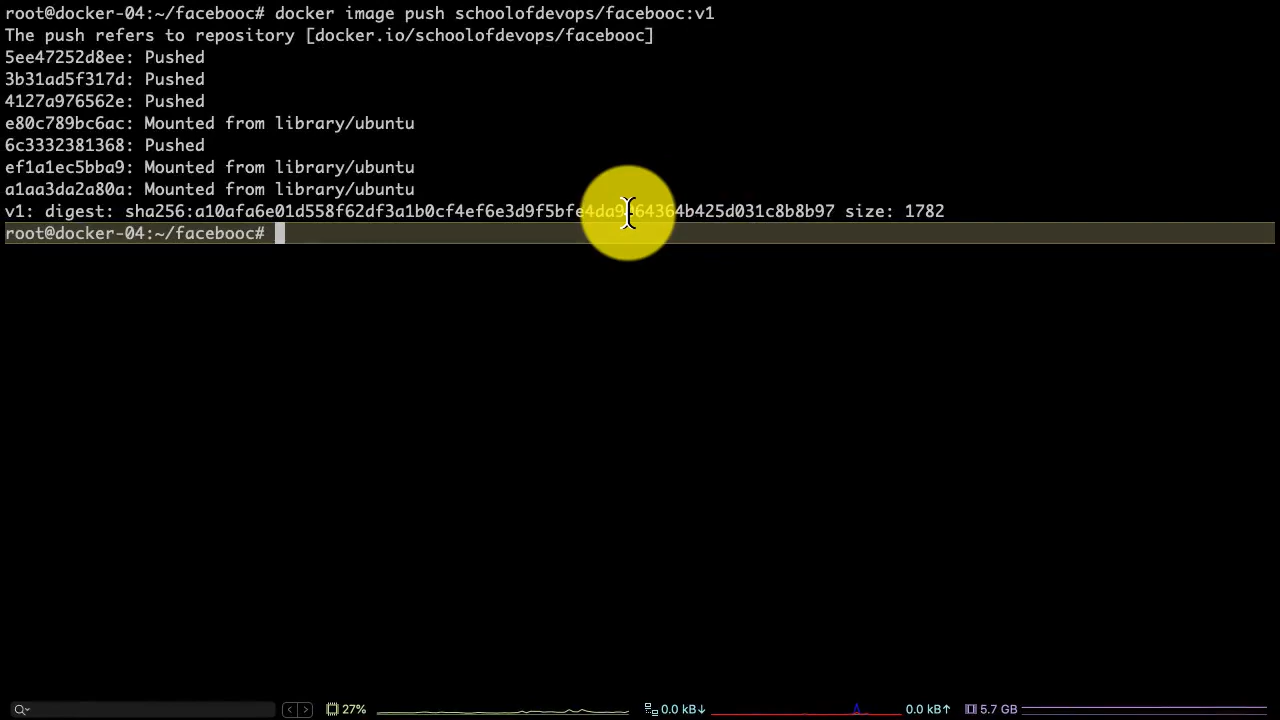 root@docker-04:~/facebooc# docker image push schoolofdevops/facebooc:v1
The push refers to repository [docker.io/schoolofdevops/facebooc]
5ee47252d8ee: Pushed
3b31ad5f317d: Pushed
4127a976562e: Pushed
e80c789bc6ac: Mounted from library/ubuntu
6c3332381368: Pushed
ef1a1ec5bba9: Mounted from library/ubuntu
a1aa3da2a80a: Mounted from library/ubuntu
v1: digest: size: 1782
root@docker-04:~/facebooc#
27% 0.0 kB↓ 0.0 kB↑ 5.7 GB